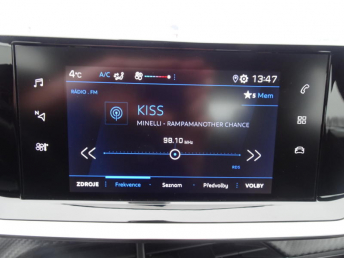 4°C A/C 13:47
RÁDIO . FM
5 Mem
KISS
MINELLI - RAMPAMANOTHER CHANCE
98.10 MHz
N
RDS
ZDROJE Frekvence Seznam Předvolby VOLBY